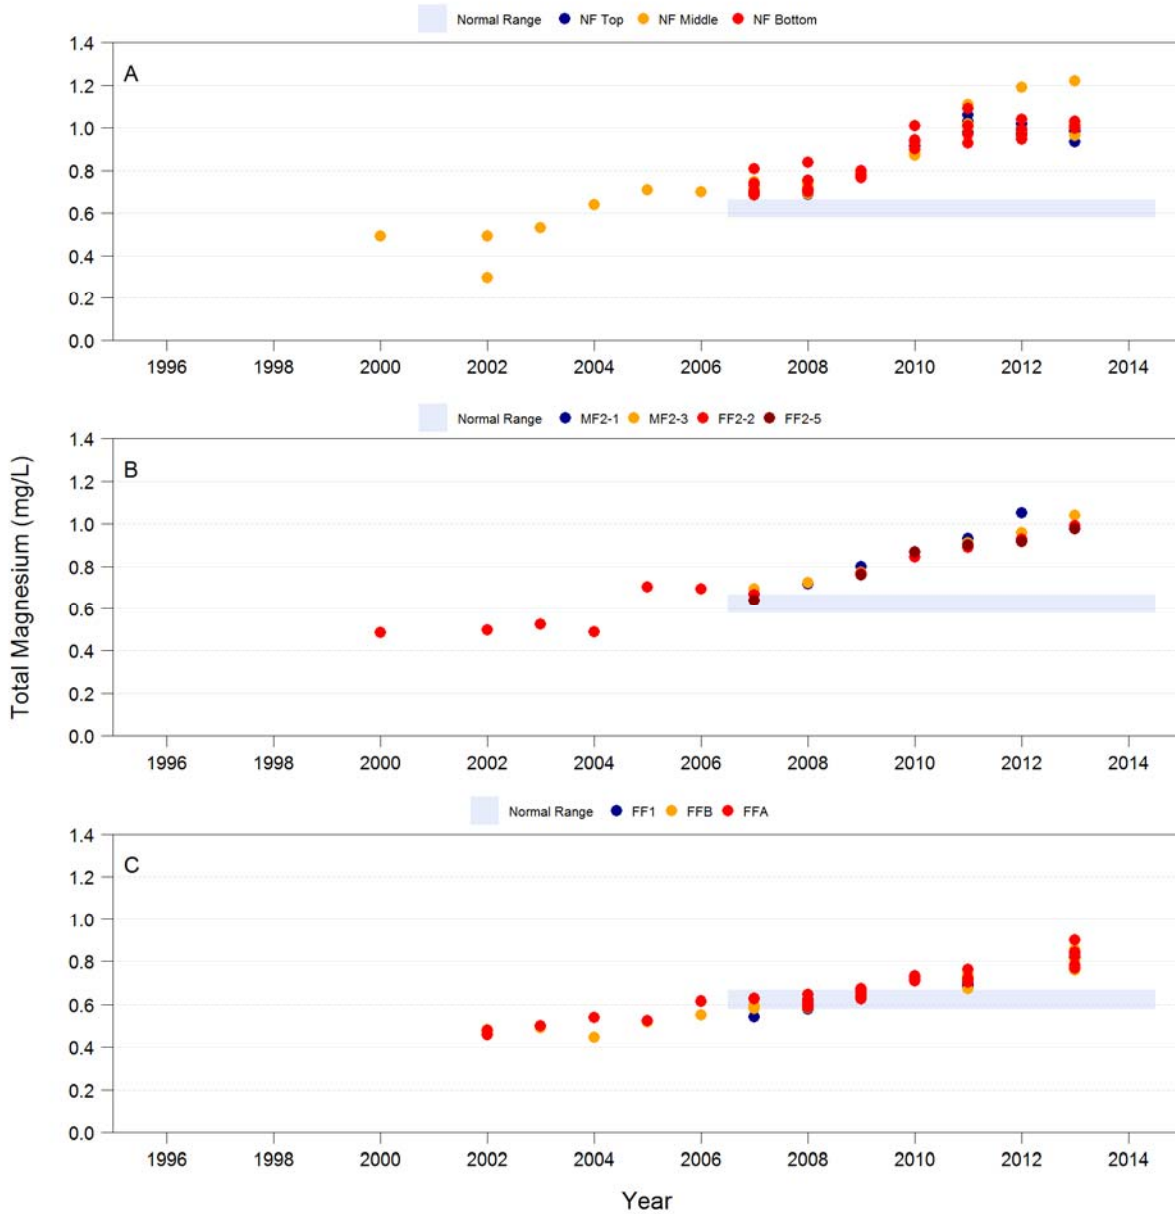 Normal Range NF Top NF Middle NF Bottom
A
1.4
1.2
1.0
0.8
0.6
0.4
0.2
0.0
1996 1998 2000 2002 2004 2006 2008 2010 2012 2014
Normal Range MF2-1 MF2-3 FF2-2 FF2-5
B
1.4
1.2
1.0
0.8
0.6
0.4
0.2
0.0
Total Magnesium (mg/L)
1996 1998 2000 2002 2004 2006 2008 2010 2012 2014
Normal Range FF1 FFB FFA
C
1.4
1.2
1.0
0.8
0.6
0.4
0.2
0.0
1996 1998 2000 2002 2004 2006 2008 2010 2012 2014
Year